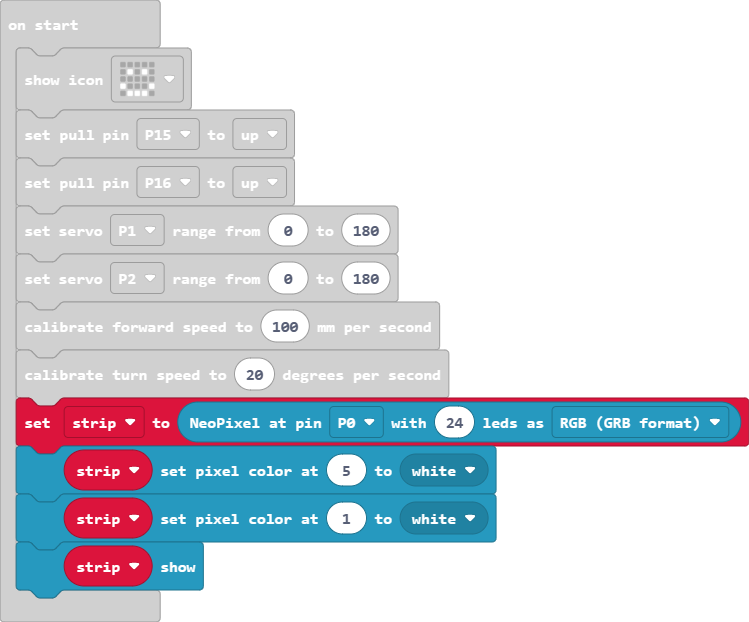 on start
show icon
set pull pin P15 to up
set pull pin P16 to up
set servo P1 range from 0 to 180
set servo P2 range from 0 to 180
calibrate forward speed to 100 mm per second
calibrate turn speed to 20 degrees per second
set strip to NeoPixel at pin P0 with 24 leds as RGB (GRB format)
strip set pixel color at 5 to white
strip set pixel color at 1 to white
strip show